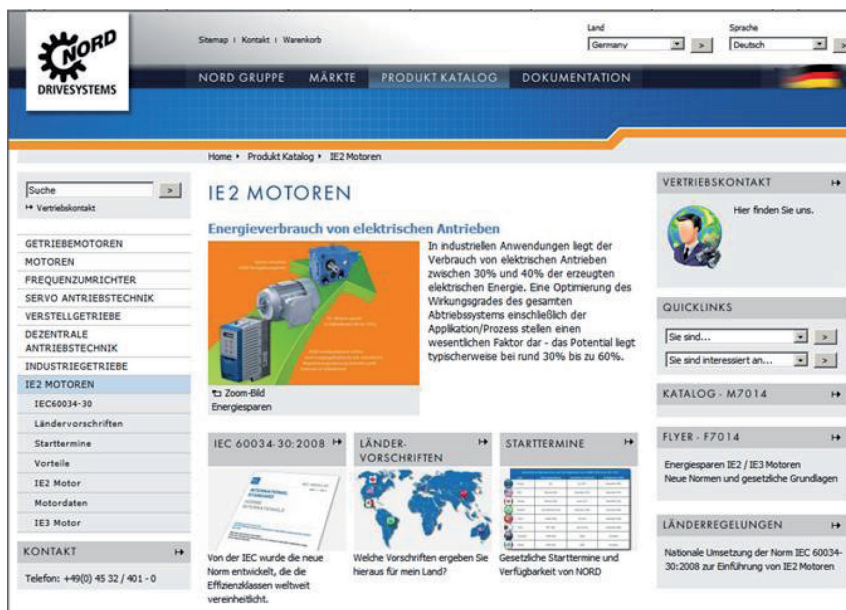 NORD
DRIVESYSTEMS
Sitemap | Kontakt | Warenkorb
Land
Germany
>
Sprache
Deutsch
>
NORD GRUPPE
MÄRKTE
PRODUKT KATALOG
DOKUMENTATION
Home ▸ Produkt Katalog ▸ IE2 Motoren
Suche
>
Vertriebskontakt
GETRIEBEMOTOREN
MOTOREN
FREQUENZUMRICHTER
SERVO ANTRIEBSTECHNIK
VERSTELLGETRIEBE
DEZENTRALE
ANTRIEBSTECHNIK
INDUSTRIEGETRIEBE
IE2 MOTOREN
IEC60034-30
Ländervorschriften
Starttermine
Vorteile
IE2 Motor
Motordaten
IE3 Motor
KONTAKT
Telefon: +49(0) 45 32 / 401 - 0
IE2 MOTOREN
Energieverbrauch von elektrischen Antrieben
In industriellen Anwendungen liegt der
Verbrauch von elektrischen Antrieben
zwischen 30% und 40% der erzeugten
elektrischen Energie. Eine Optimierung des
Wirkungsgrades des gesamten
Abtriebssystems einschließlich der
Applikation/Prozess stellen einen
wesentlichen Faktor dar - das Potential liegt
typischerweise bei rund 30% bis zu 60%.
Zoom-Bild
Energiesparen
IEC 60034-30:2008
INTERNATIONAL
STANDARD
NORME
INTERNATIONALE
Von der IEC wurde die neue
Norm entwickelt, die die
Effizienzklassen weltweit
vereinheitlicht.
LÄNDER-
VORSCHRIFTEN
Welche Vorschriften ergeben Sie
hieraus für mein Land?
STARTTERMINE
Gesetzliche Starttermine und
Verfügbarkeit von NORD
VERTRIEBSKONTAKT
Hier finden Sie uns.
QUICKLINKS
Sie sind...
>
Sie sind interessiert an...
>
KATALOG - M7014
FLYER - F7014
Energiesparen IE2 / IE3 Motoren
Neue Normen und gesetzliche Grundlagen
LÄNDERREGELUNGEN
Nationale Umsetzung der Norm IEC 60034-
30:2008 zur Einführung von IE2 Motoren